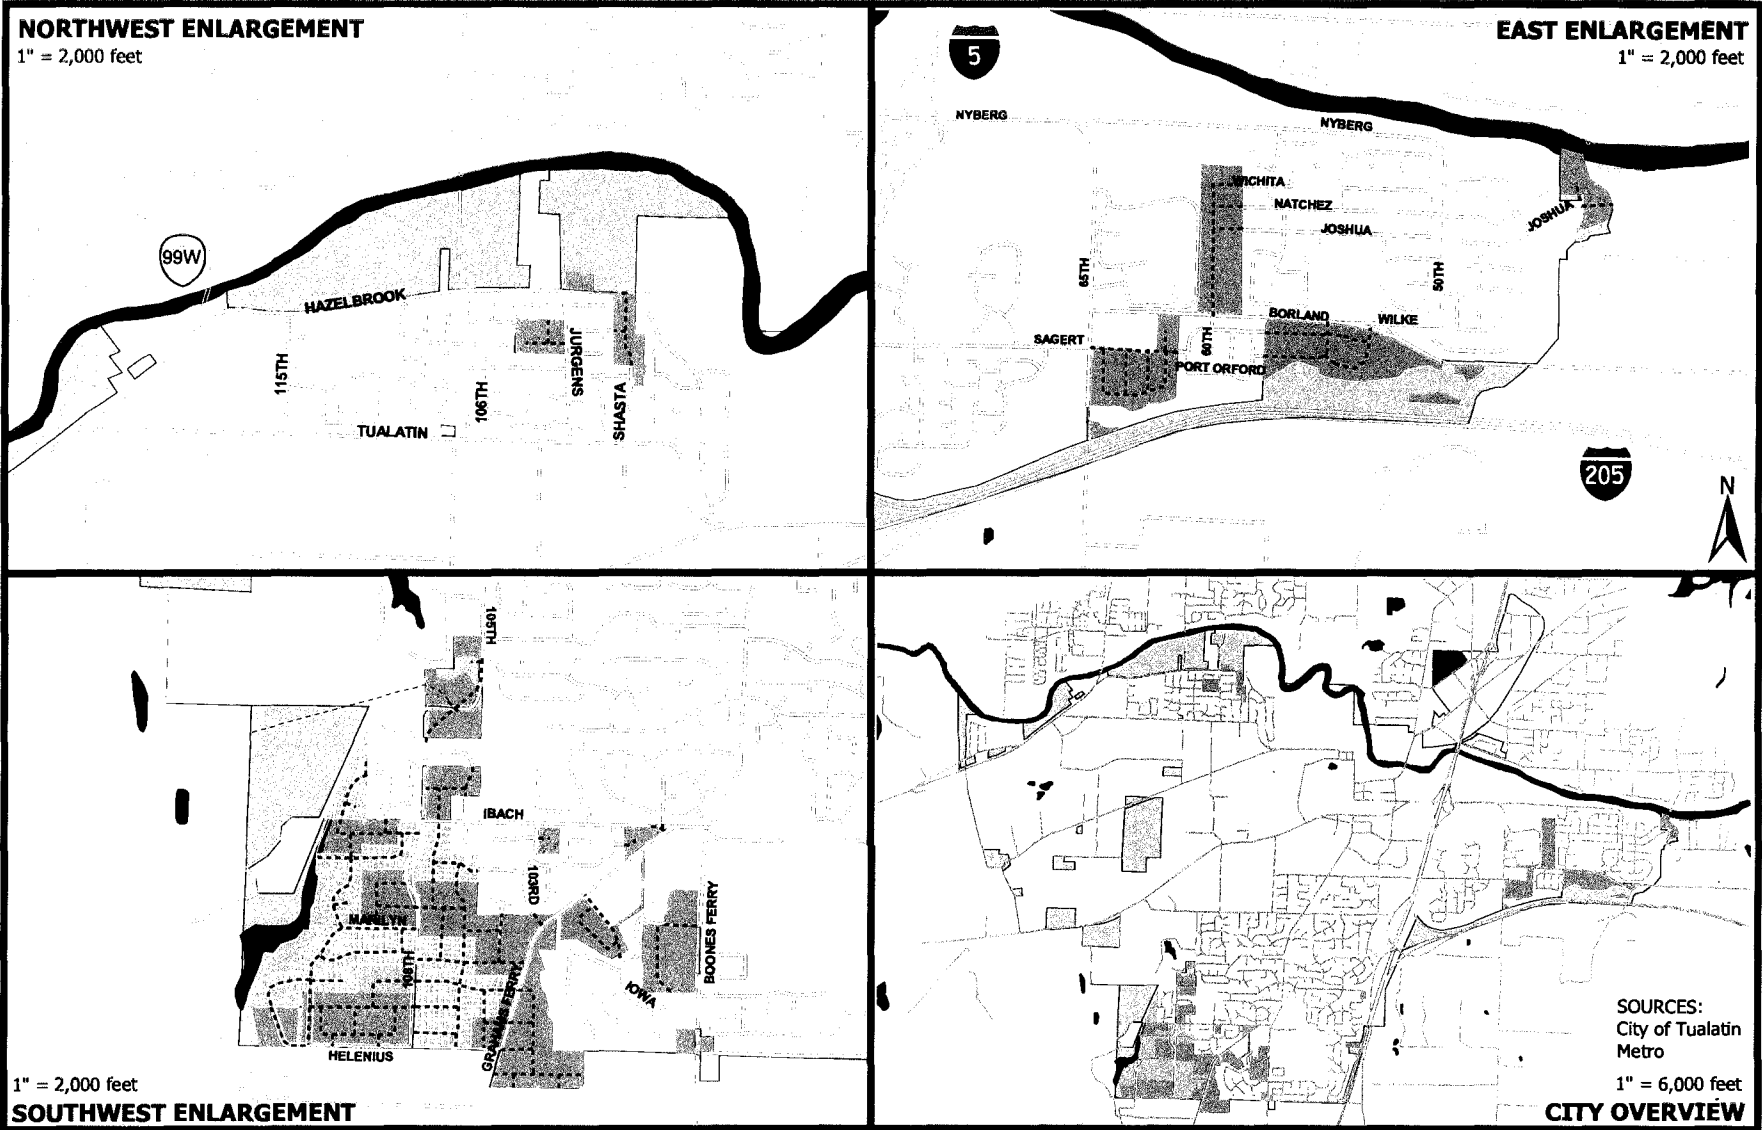 NORTHWEST ENLARGEMENT
1" = 2,000 feet
99W
HAZELBROOK
115TH
106TH
JURGENS
SHASTA
TUALATIN
EAST ENLARGEMENT
1" = 2,000 feet
5
NYBERG
NYBERG
WICHITA
NATCHEZ
JOSHUA
JOSHUA
65TH
50TH
BORLAND
WILKE
SAGERT
60TH
PORT ORFORD
205
N
105TH
IBACH
103RD
MARILYN
108TH
BOONES FERRY
GRAHAMS FERRY
IOWA
HELENIUS
1" = 2,000 feet
SOUTHWEST ENLARGEMENT
SOURCES:
City of Tualatin
Metro
1" = 6,000 feet
CITY OVERVIEW